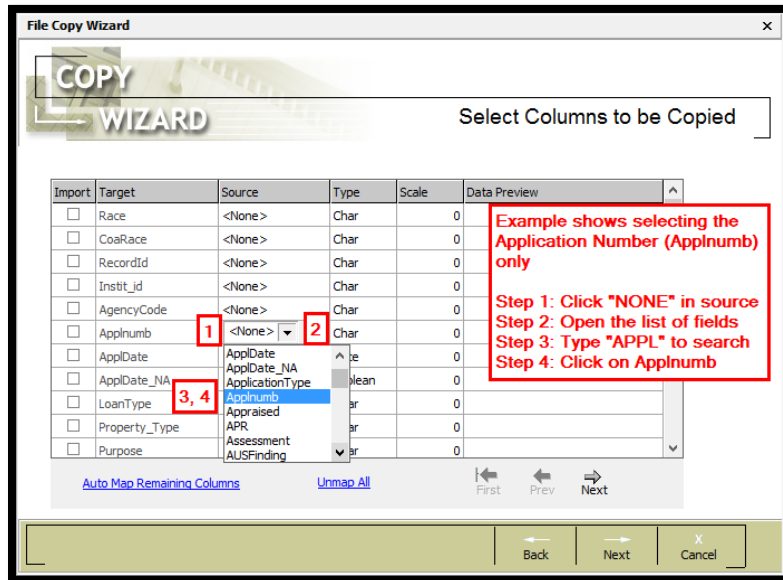 File Copy Wizard x
COPY
WIZARD
Select Columns to be Copied
Import Target Source Type Scale Data Preview
Race <None> Char 0
CoaRace <None> Char 0
RecordId <None> Char 0
Instit_id <None> Char 0
AgencyCode <None> Char 0
Applnumb 1 <None> 2 Char 0
ApplDate 0
ApplDate_NA olean 0
LoanType ar 0
Property_Type ar 0
Purpose ar 0
ApplDate
ApplDate_NA
ApplicationType
3, 4 Applnumb
Appraised
APR
Assessment
AUSFinding
Example shows selecting the
Application Number (Applnumb)
only
Step 1: Click "NONE" in source
Step 2: Open the list of fields
Step 3: Type "APPL" to search
Step 4: Click on Applnumb
Auto Map Remaining Columns Unmap All First Prev Next
Back Next X Cancel